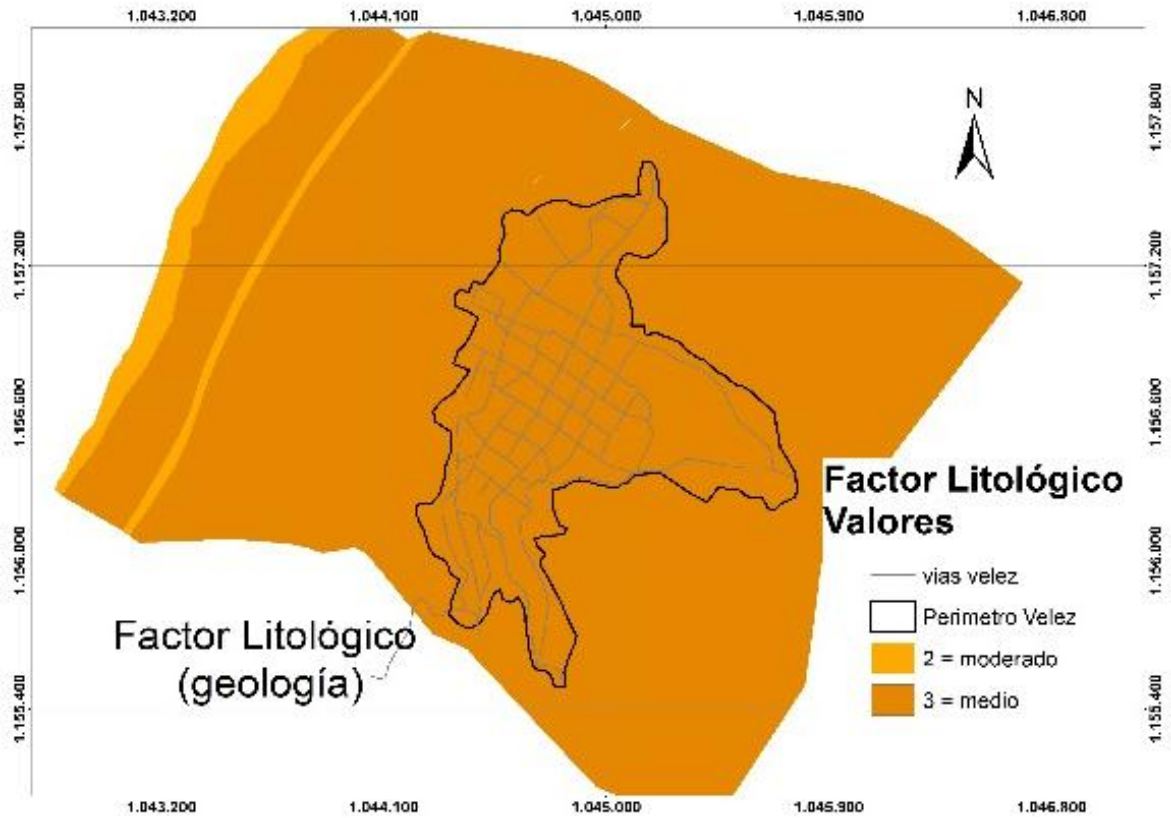 1.043.200 1.044.100 1.045.000 1.045.900 1.046.800
1.157.800 1.157.800
N
1.157.200 1.157.200
1.156.600 1.156.600
Factor Litológico
Valores
1.156.000 1.156.000
vias velez
Perimetro Velez
2 = moderado
3 = medio
Factor Litológico
(geología)
1.155.400 1.155.400
1.043.200 1.044.100 1.045.000 1.045.900 1.046.800